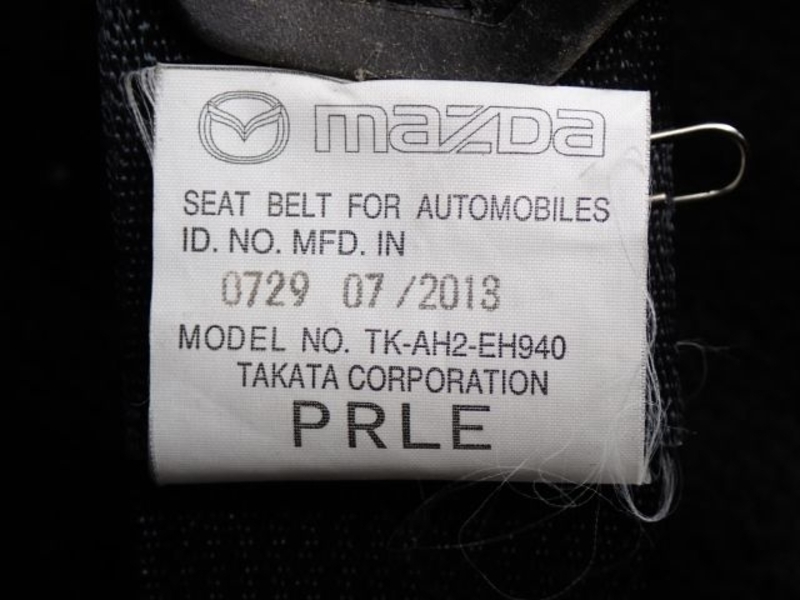 mazda
SEAT BELT FOR AUTOMOBILES
ID. NO. MFD. IN
0729 07/2013
MODEL NO. TK-AH2-EH940
TAKATA CORPORATION
PRLE